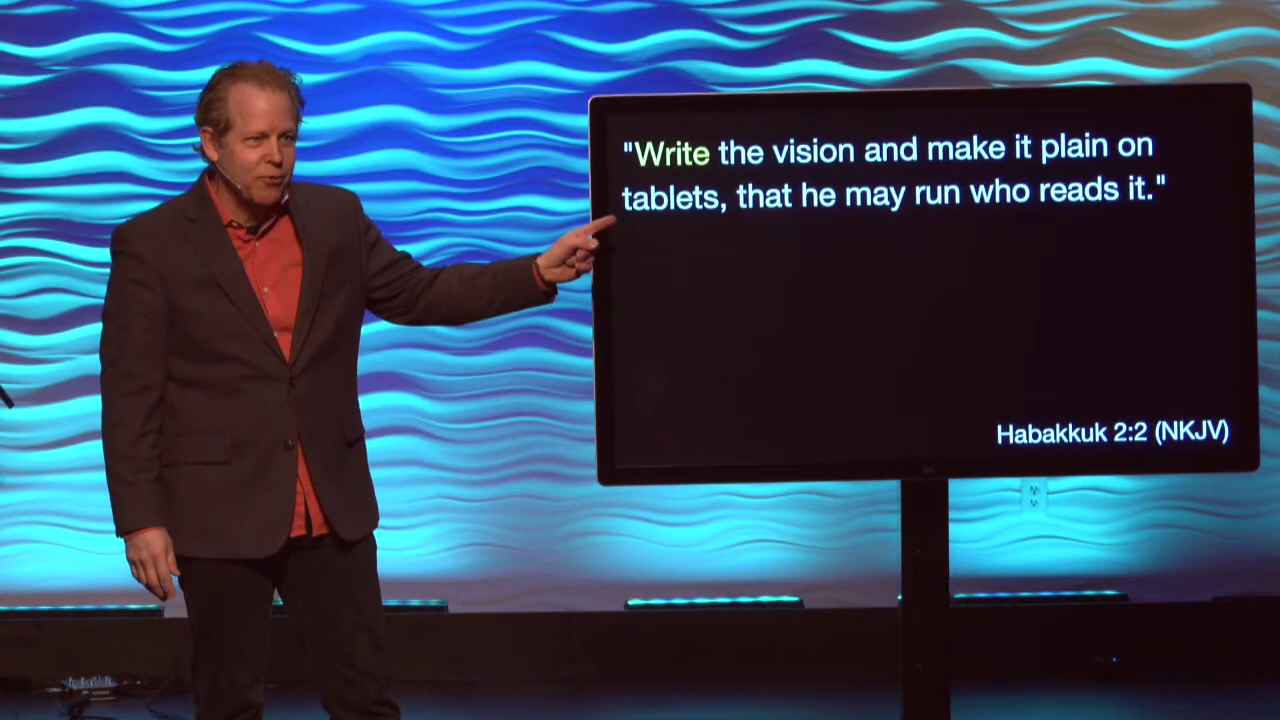 "Write the vision and make it plain on
tablets, that he may run who reads it."
Habakkuk 2:2 (NKJV)